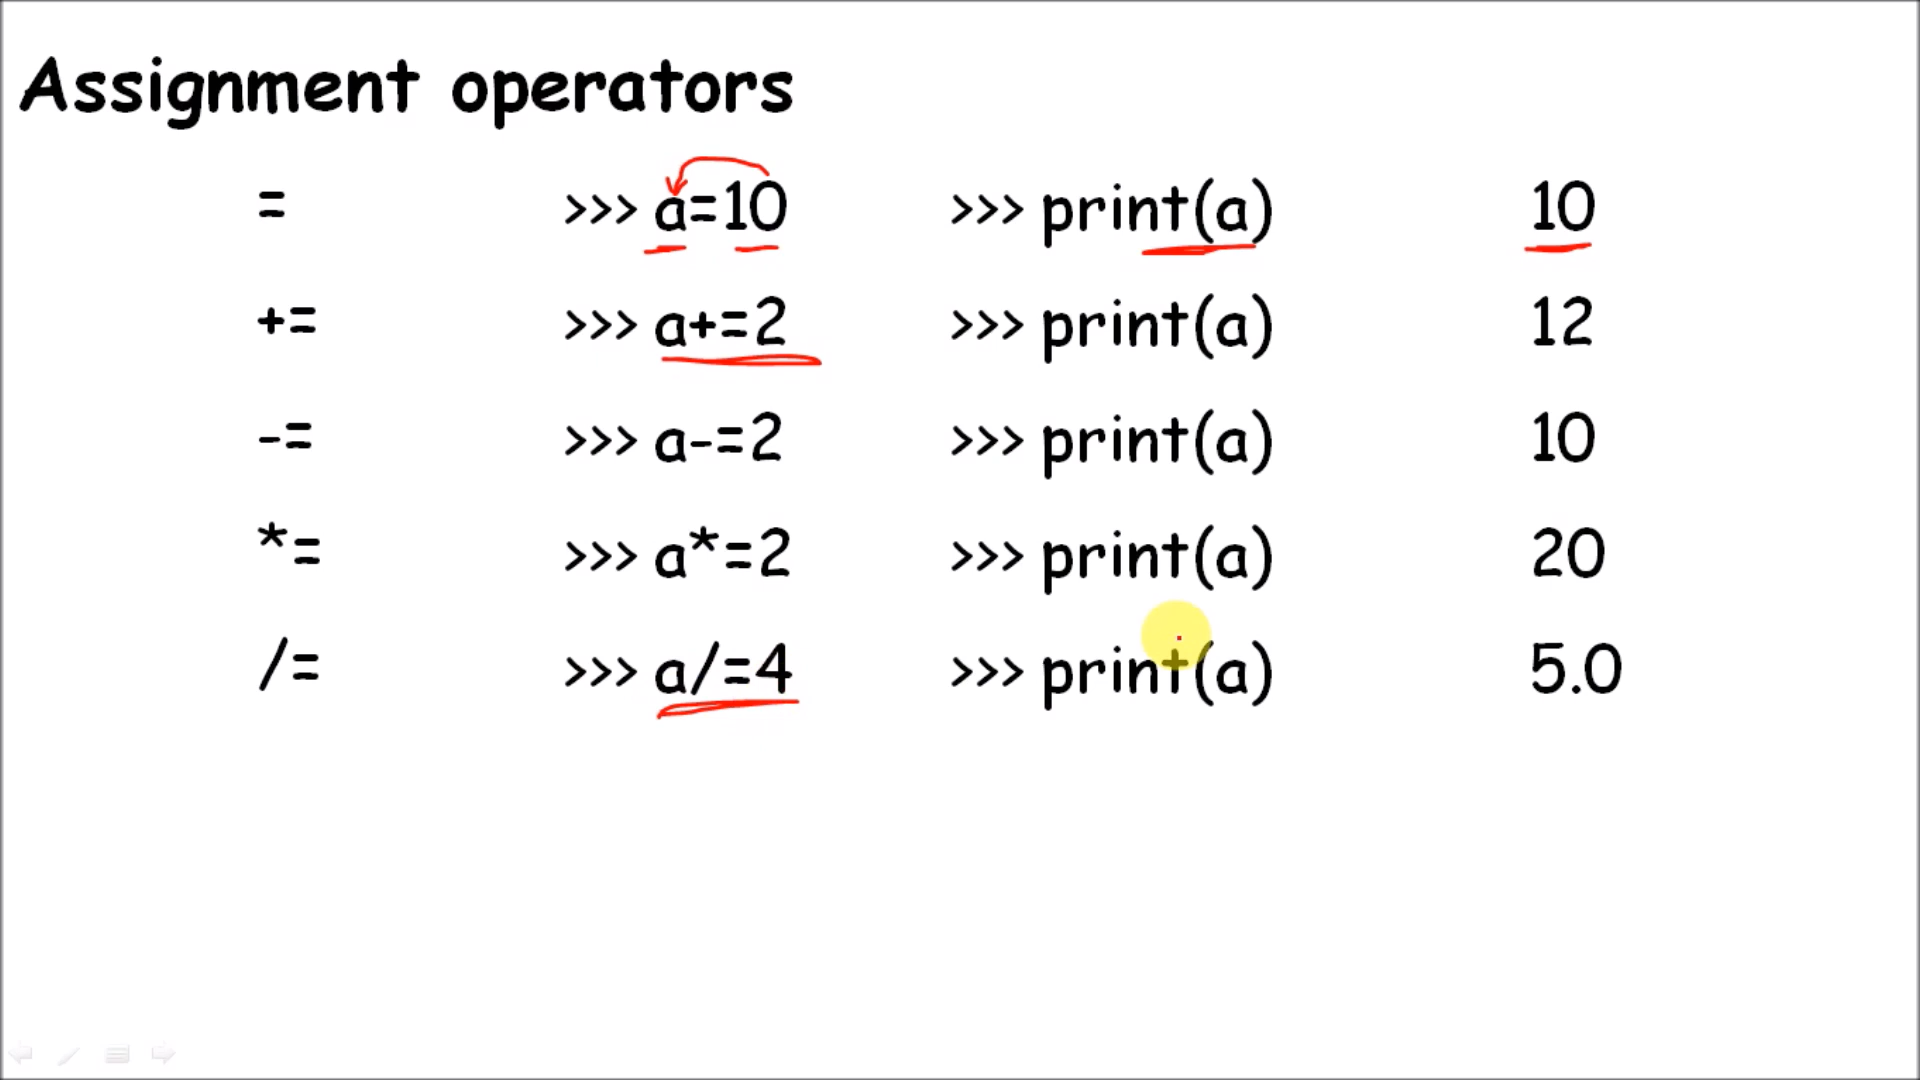 Assignment operators
= >>> a=10 >>> print(a) 10
+= >>> a+=2 >>> print(a) 12
-= >>> a-=2 >>> print(a) 10
*= >>> a*=2 >>> print(a) 20
/= >>> a/=4 >>> print(a) 5.0